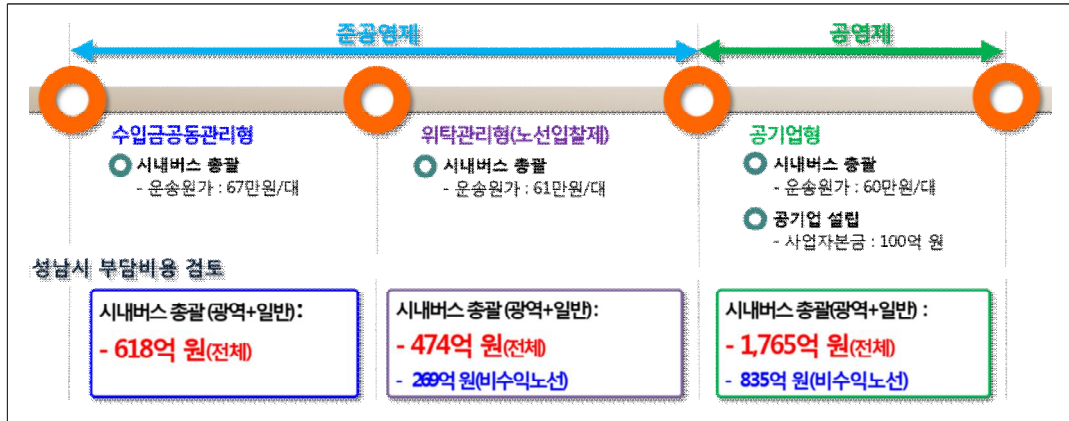 준공영제
공영제
수입금공동관리형
시내버스 총괄
- 운송원가 : 67만원/대
위탁관리형(노선입찰제)
시내버스 총괄
- 운송원가 : 61만원/대
공기업형
시내버스 총괄
- 운송원가 : 60만원/대
공기업 설립
- 사업자본금 : 100억 원
성남시 부담비용 검토
시내버스 총괄(광역+일반):
- 618억 원(전체)
시내버스 총괄(광역+일반) :
- 474억 원(전체)
- 269억 원(비수익노선)
시내버스 총괄(광역+일반) :
- 1,765억 원(전체)
- 835억 원(비수익노선)